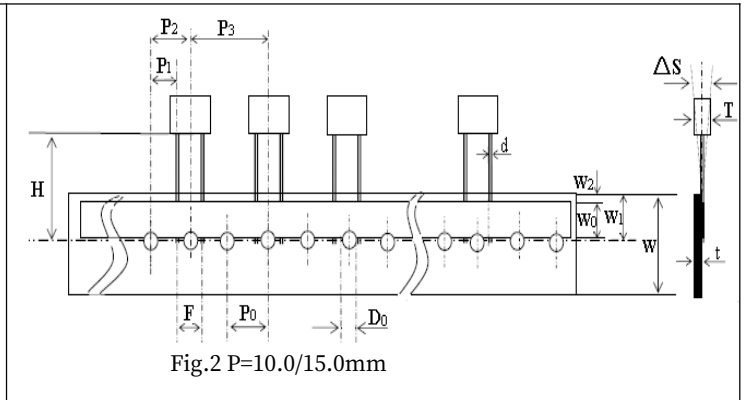 P2 P3
P1
ΔS
T
d
H
W2
W0 W1
W
t
F P0 D0
Fig.2 P=10.0/15.0mm